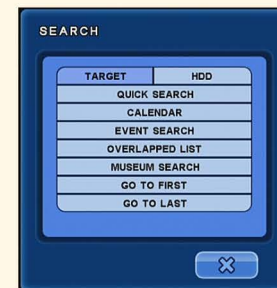 SEARCH
TARGET HDD
QUICK SEARCH
CALENDAR
EVENT SEARCH
OVERLAPPED LIST
MUSEUM SEARCH
GO TO FIRST
GO TO LAST